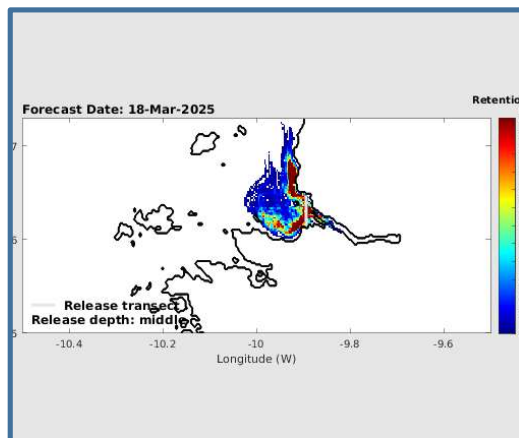 Retentio
Forecast Date: 18-Mar-2025
7
6
5
Release transect
Release depth: middle
-10.4
-10.2
-10
-9.8
-9.6
Longitude (W)